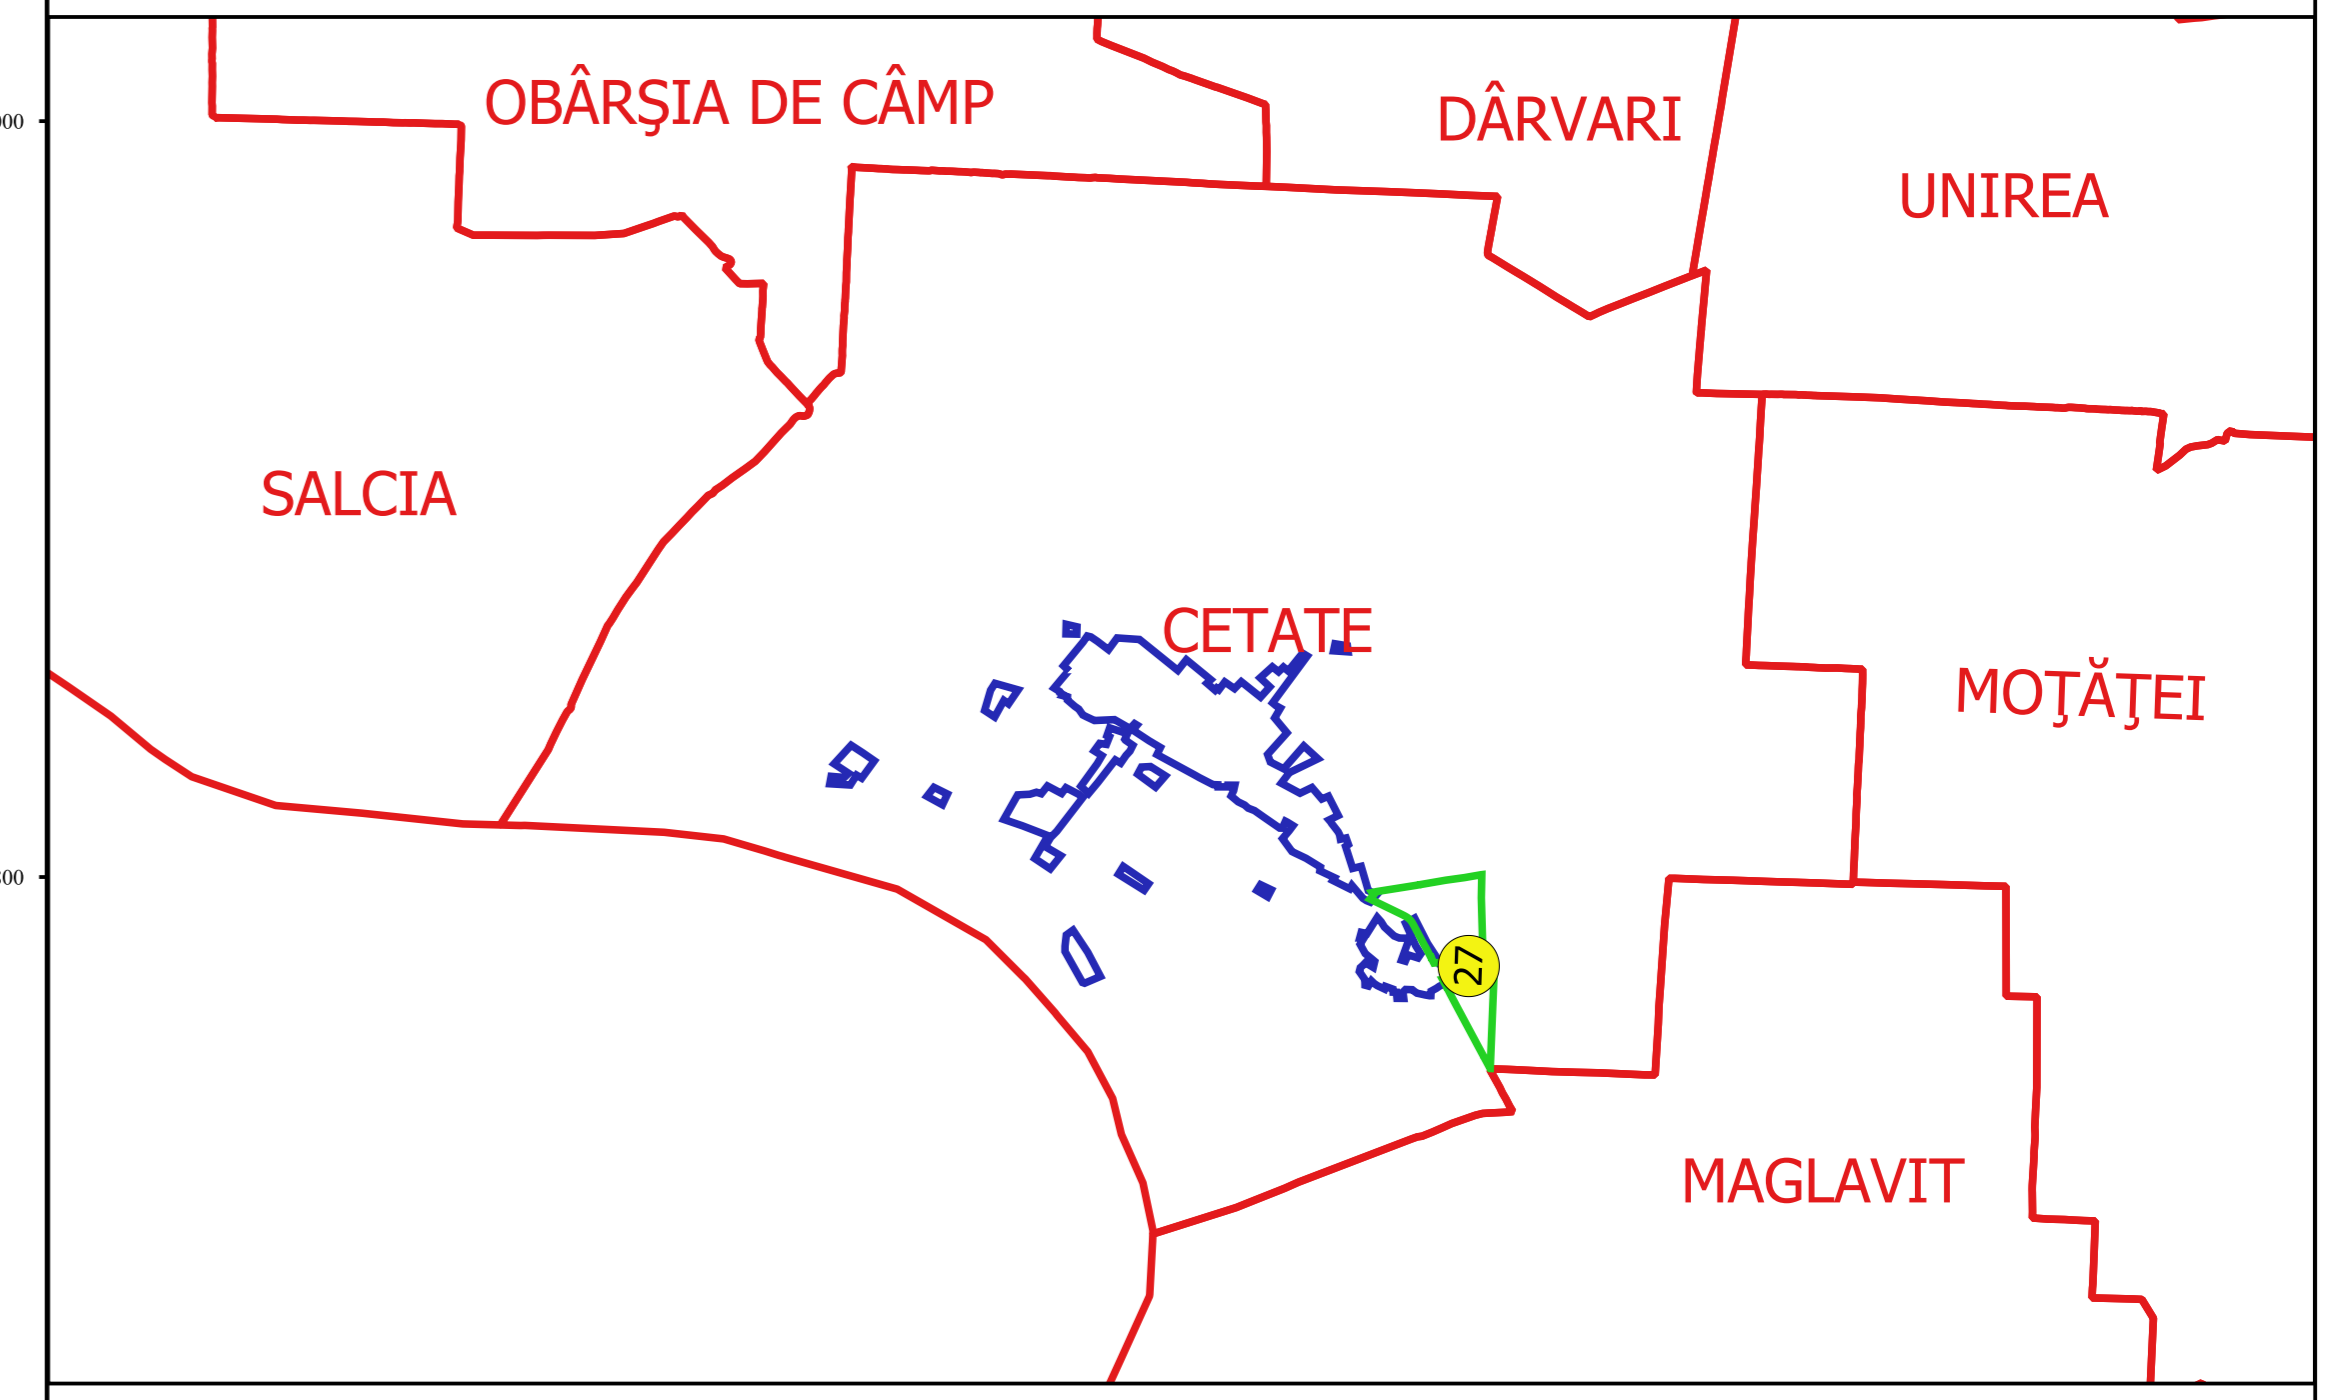 OBÂRŞIA DE CÂMP
DÂRVARI
UNIREA
SALCIA
CETATE
MOŢĂŢEI
27
MAGLAVIT